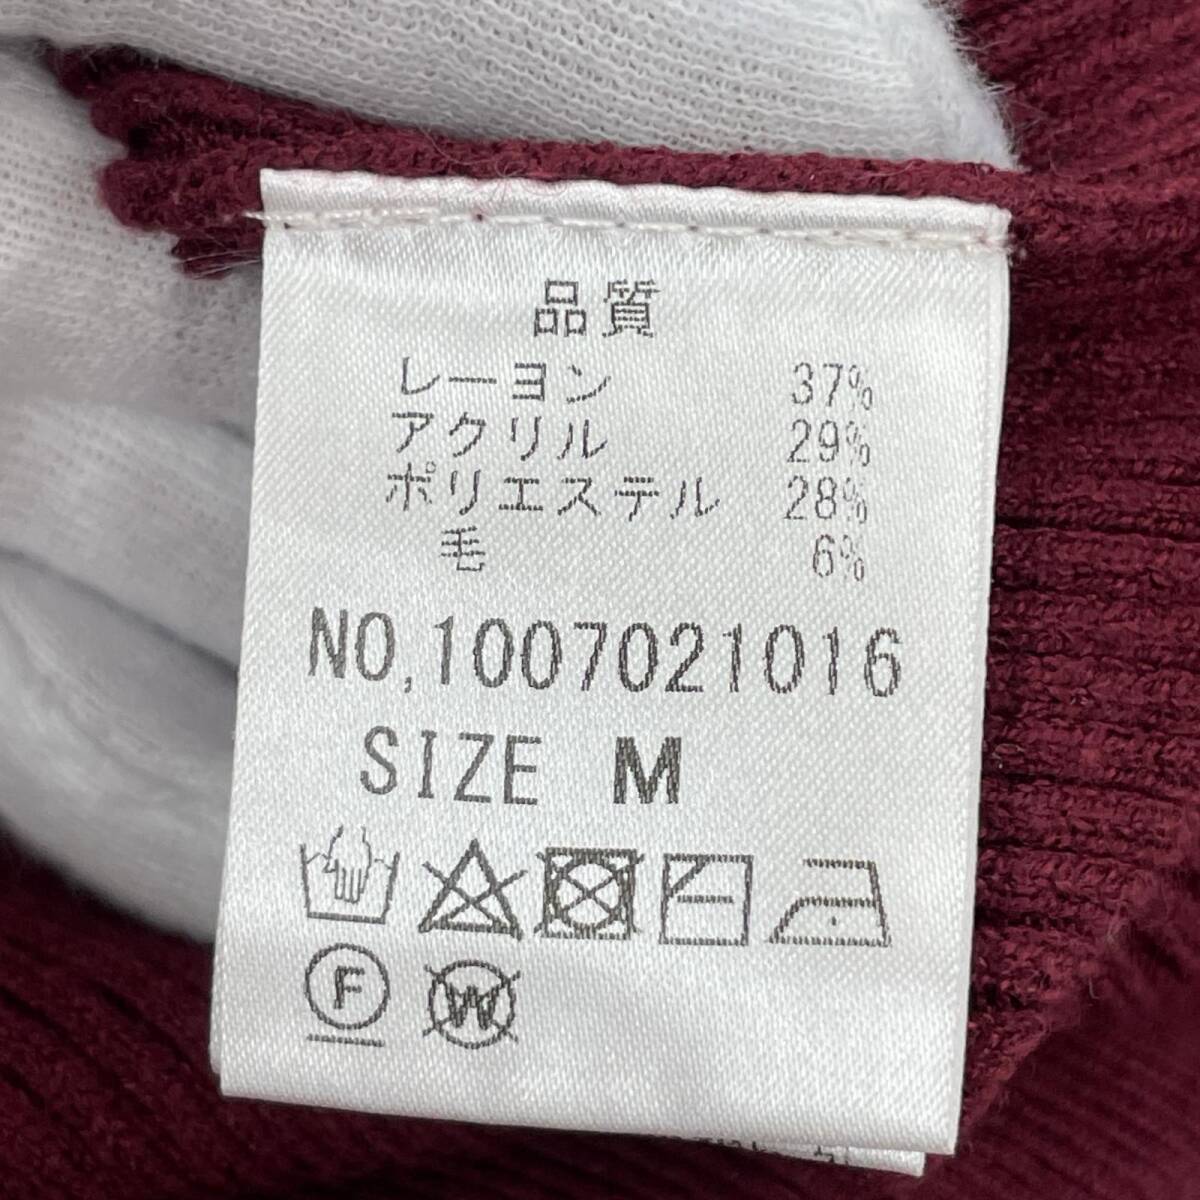 品質
レーヨン 37%
アクリル 29%
ポリエステル 28%
毛 6%
NO,1007021016
SIZE M
F
W